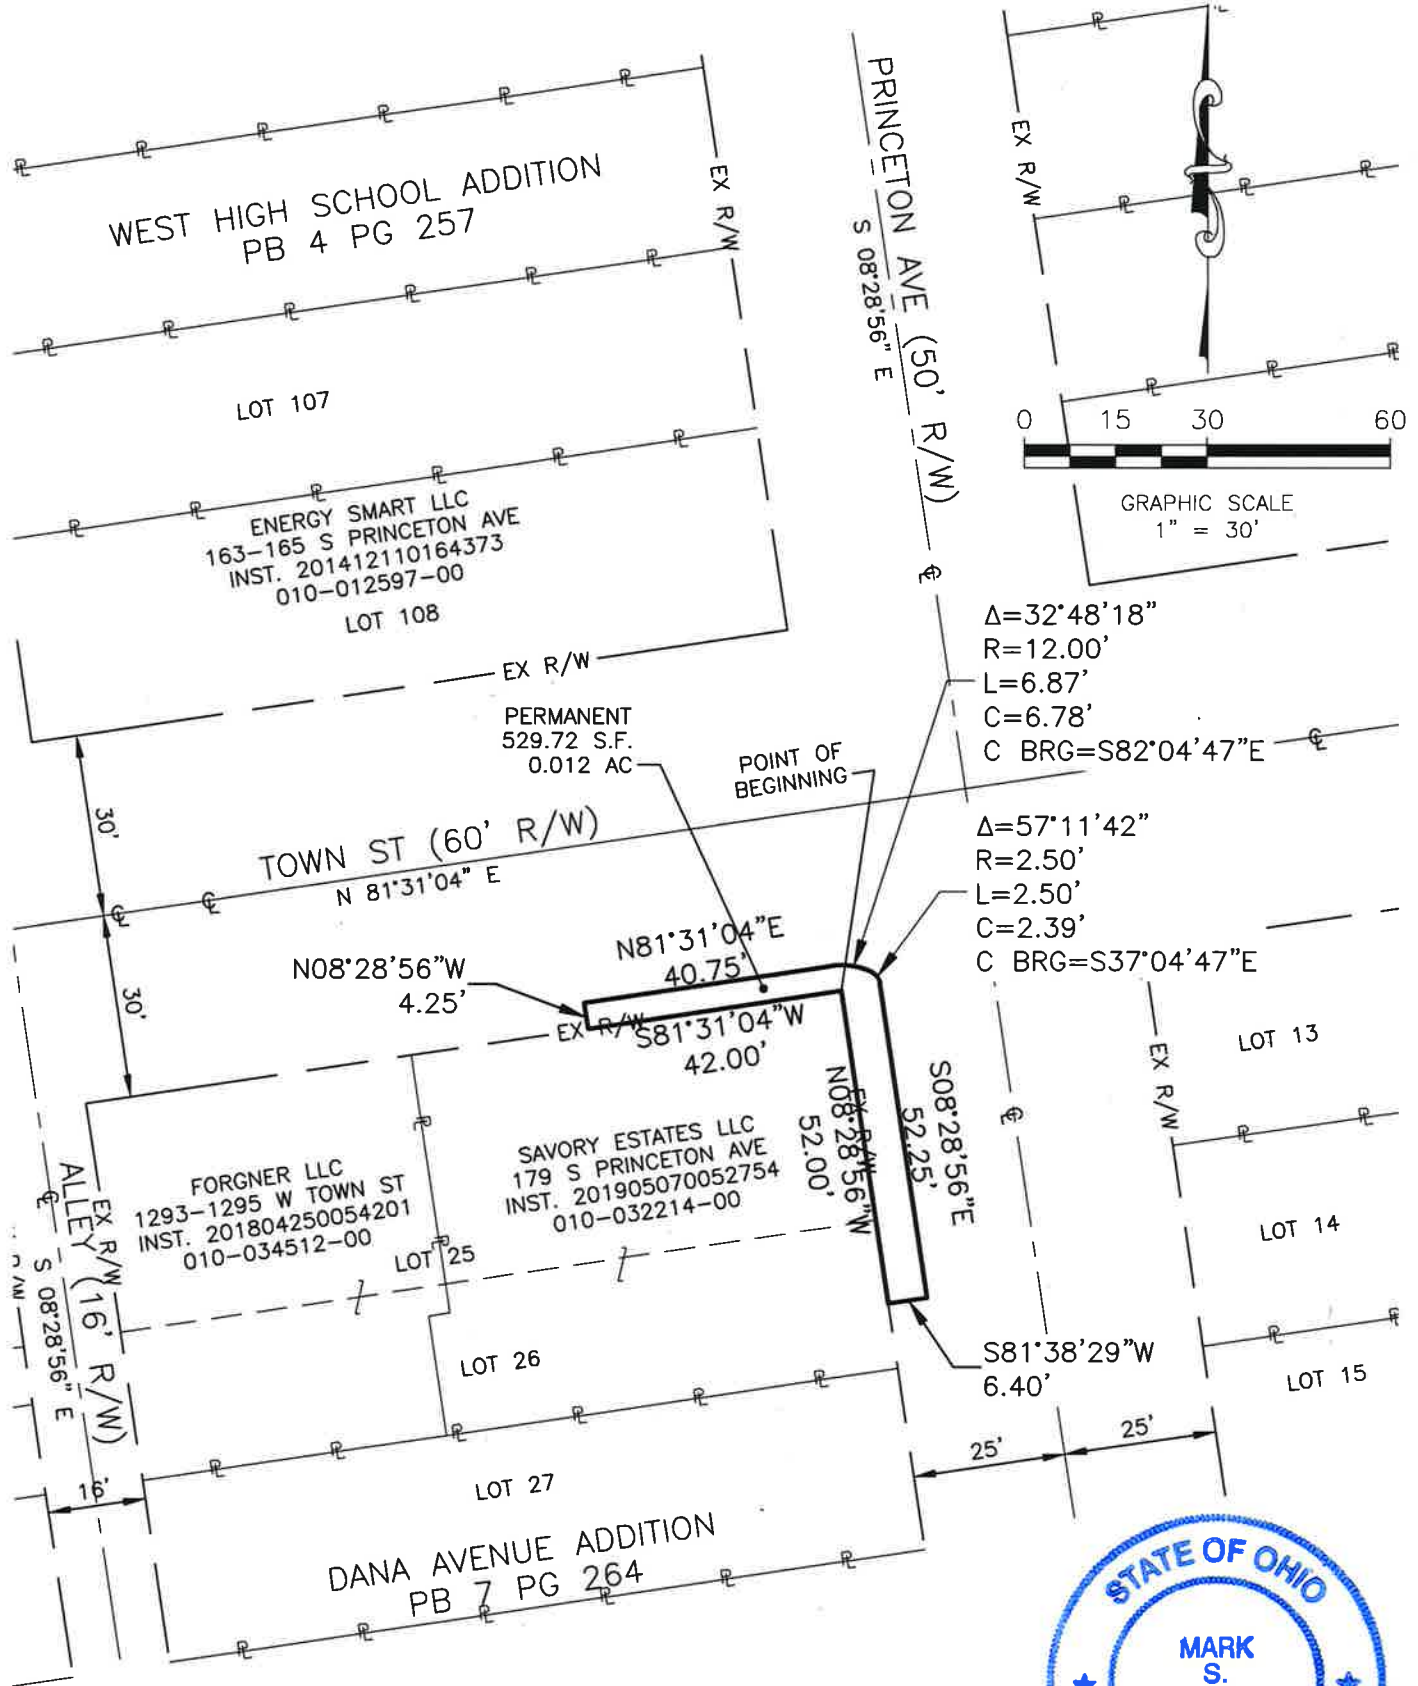 WEST HIGH SCHOOL ADDITION
PB 4 PG 257
EX R/W
PRINCETON AVE (50' R/W)
S 08°28'56" E
EX R/W
0 15 30 60
GRAPHIC SCALE
1" = 30'
LOT 107
ENERGY SMART LLC
163-165 S PRINCETON AVE
INST. 201412110164373
010-012597-00
LOT 108
EX R/W
PERMANENT
529.72 S.F.
0.012 AC
POINT OF
BEGINNING
Δ=32°48'18"
R=12.00'
L=6.87'
C=6.78'
C BRG=S82°04'47"E
30'
TOWN ST (60' R/W)
N 81°31'04" E
Δ=57°11'42"
R=2.50'
L=2.50'
C=2.39'
C BRG=S37°04'47"E
N81°31'04"E
40.75'
N08°28'56"W
4.25'
30'
EX R/W
S81°31'04"W
42.00'
N08°28'56"W
52.00'
EX R/W
S08°28'56"E
52.25'
EX R/W
LOT 13
FORGNER LLC
1293-1295 W TOWN ST
INST. 201804250054201
010-034512-00
SAVORY ESTATES LLC
179 S PRINCETON AVE
INST. 201905070052754
010-032214-00
LOT 25
EX R/W
ALLEY (16' R/W)
S 08°28'56" E
R/W
LOT 14
LOT 26
S81°38'29"W
6.40'
LOT 15
25'
25'
16'
LOT 27
DANA AVENUE ADDITION
PB 7 PG 264
STATE OF OHIO
MARK
S.